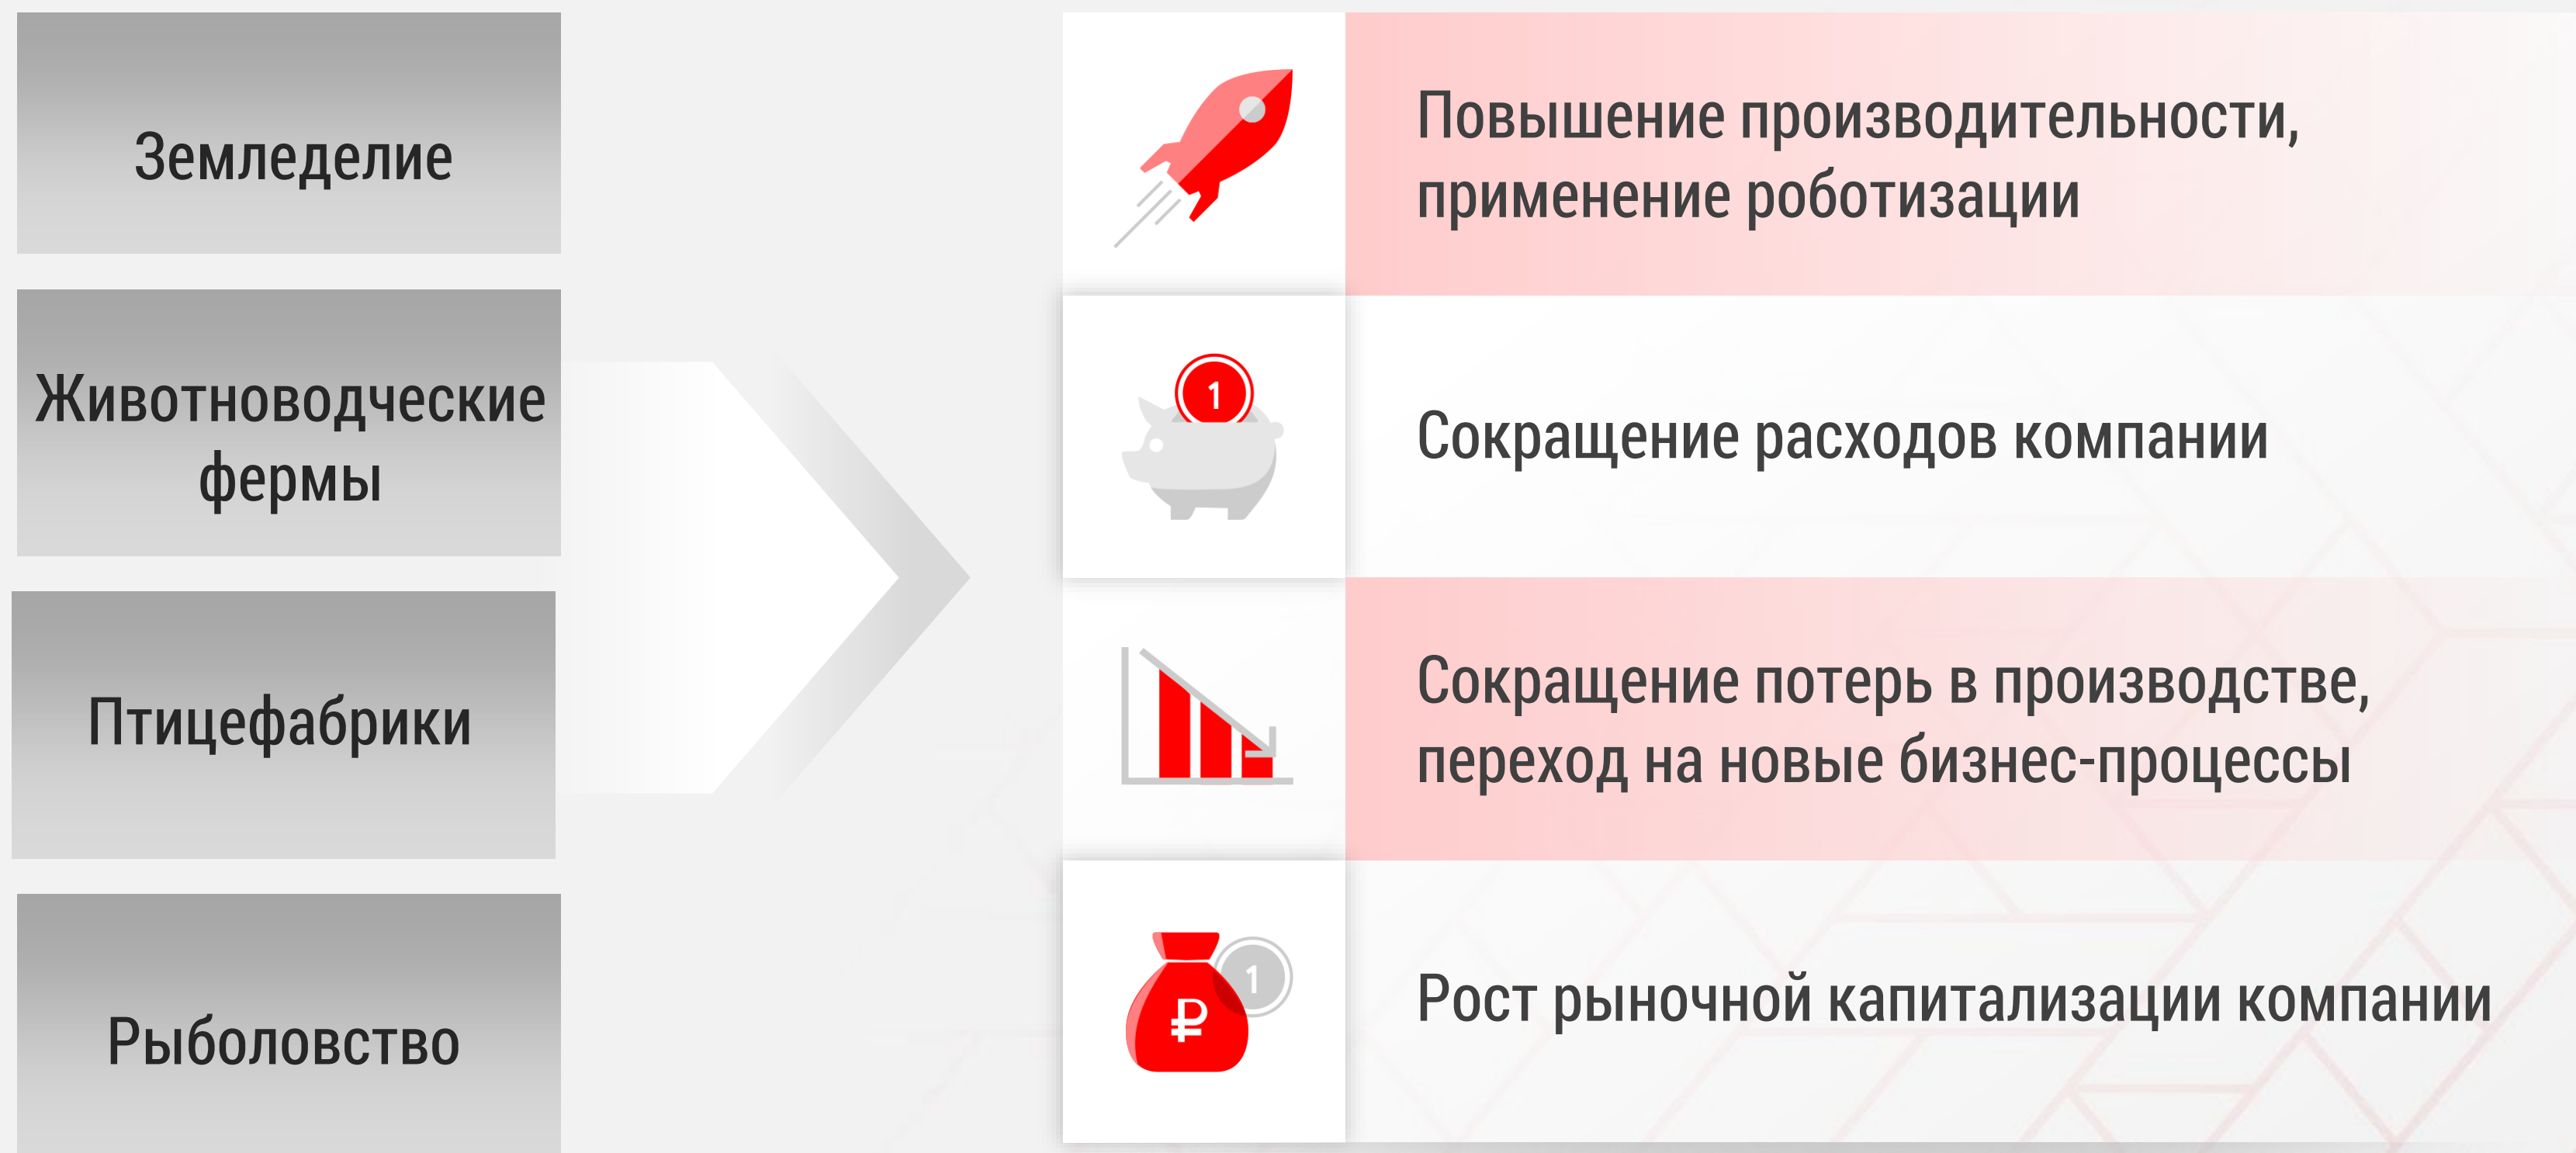 Земледелие
Животноводческие
фермы
Птицефабрики
Рыболовство
Повышение производительности,
применение роботизации
1
Сокращение расходов компании
Сокращение потерь в производстве,
переход на новые бизнес-процессы
₽
1
Рост рыночной капитализации компании